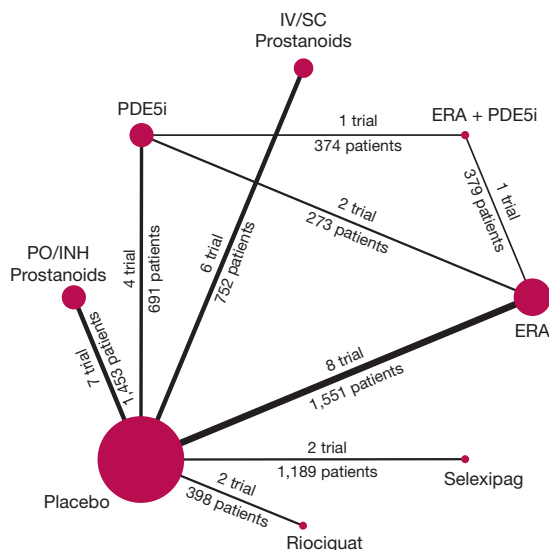 IV/SC
Prostanoids
PDE5i
ERA + PDE5i
1 trial
374 patients
1 trial
379 patients
2 trial
273 patients
6 trial
752 patients
4 trial
691 patients
PO/INH
Prostanoids
7 trial
1,453 patients
ERA
8 trial
1,551 patients
2 trial
1,189 patients
Selexipag
Placebo
2 trial
398 patients
Riociguat